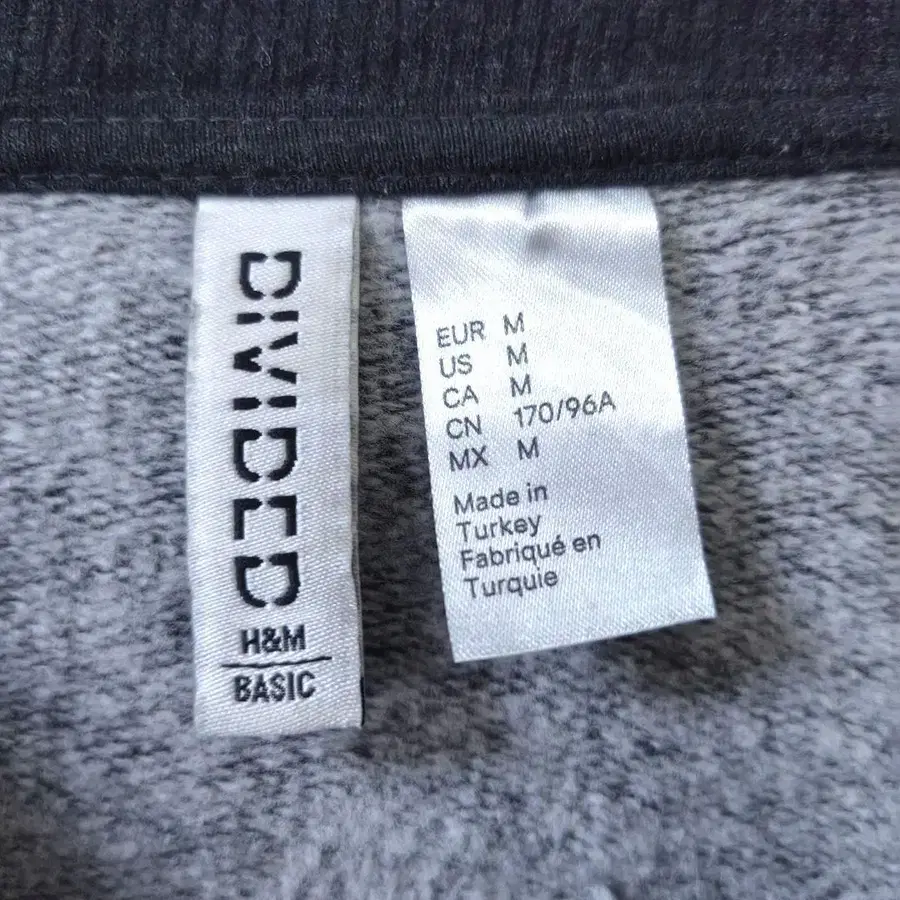 DIVIDED
H&M
BASIC
EUR M
US M
CA M
CN 170/96A
MX M
Made in
Turkey
Fabriqué en
Turquie